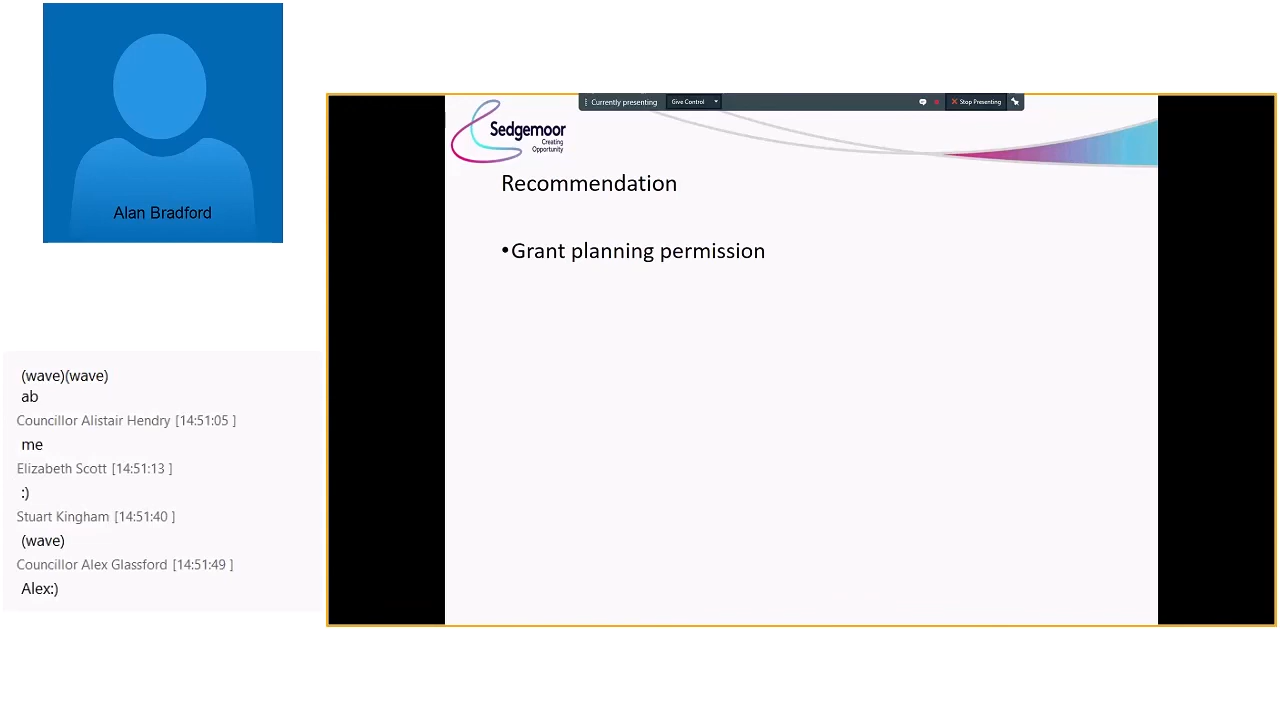 Alan Bradford
(wave)(wave)
ab
Councillor Alistair Hendry [14:51:05 ]
me
Elizabeth Scott [14:51:13 ]
:)
Stuart Kingham [14:51:40 ]
(wave)
Councillor Alex Glassford [14:51:49 ]
Alex:)
Currently presenting Give Control Stop Presenting
Sedgemoor
Creating
Opportunity
Recommendation
•Grant planning permission